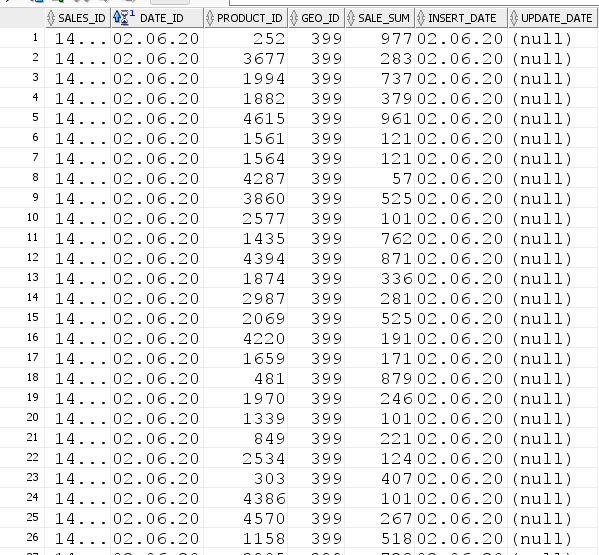 SALES_ID DATE_ID PRODUCT_ID GEO_ID SALE_SUM INSERT_DATE UPDATE_DATE
1 14... 02.06.20 252 399 977 02.06.20 (null)
2 14... 02.06.20 3677 399 283 02.06.20 (null)
3 14... 02.06.20 1994 399 737 02.06.20 (null)
4 14... 02.06.20 1882 399 379 02.06.20 (null)
5 14... 02.06.20 4615 399 961 02.06.20 (null)
6 14... 02.06.20 1561 399 121 02.06.20 (null)
7 14... 02.06.20 1564 399 121 02.06.20 (null)
8 14... 02.06.20 4287 399 57 02.06.20 (null)
9 14... 02.06.20 3860 399 525 02.06.20 (null)
10 14... 02.06.20 2577 399 101 02.06.20 (null)
11 14... 02.06.20 1435 399 762 02.06.20 (null)
12 14... 02.06.20 4394 399 871 02.06.20 (null)
13 14... 02.06.20 1874 399 336 02.06.20 (null)
14 14... 02.06.20 2987 399 281 02.06.20 (null)
15 14... 02.06.20 2069 399 525 02.06.20 (null)
16 14... 02.06.20 4220 399 191 02.06.20 (null)
17 14... 02.06.20 1659 399 171 02.06.20 (null)
18 14... 02.06.20 481 399 879 02.06.20 (null)
19 14... 02.06.20 1970 399 246 02.06.20 (null)
20 14... 02.06.20 1339 399 101 02.06.20 (null)
21 14... 02.06.20 849 399 221 02.06.20 (null)
22 14... 02.06.20 2534 399 124 02.06.20 (null)
23 14... 02.06.20 303 399 407 02.06.20 (null)
24 14... 02.06.20 4386 399 101 02.06.20 (null)
25 14... 02.06.20 4570 399 267 02.06.20 (null)
26 14... 02.06.20 1158 399 518 02.06.20 (null)